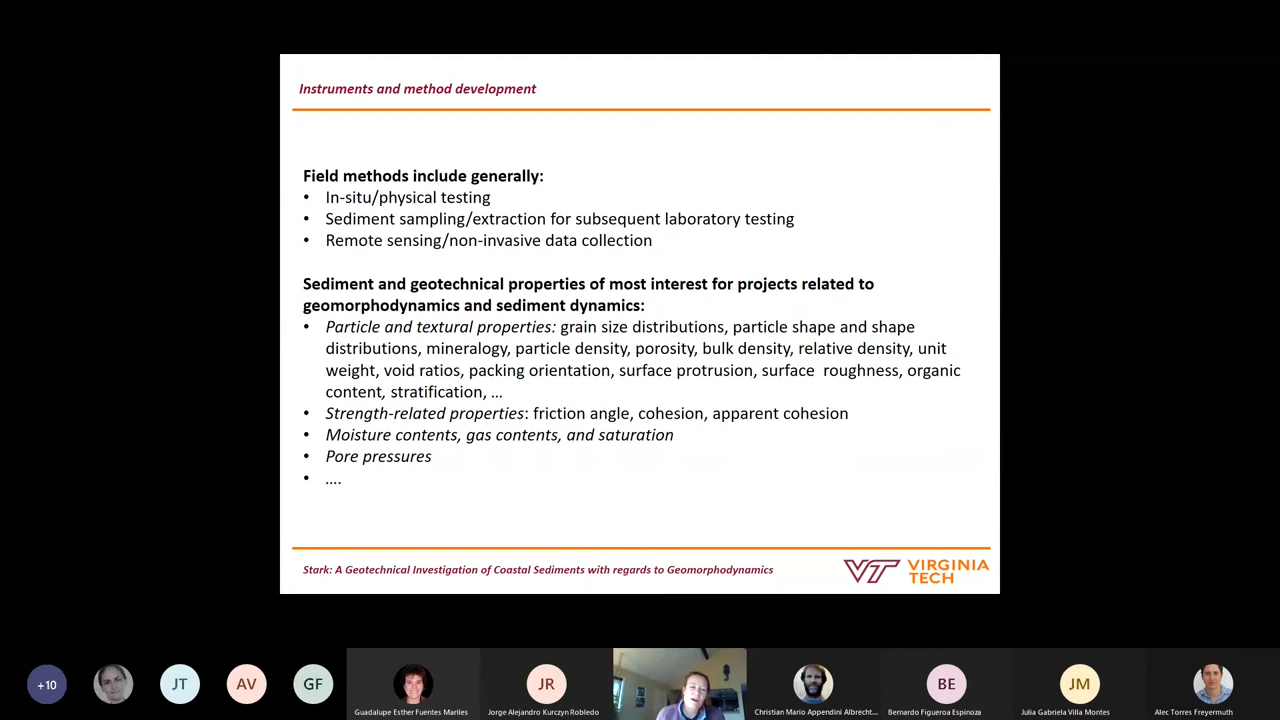 Instruments and method development
Field methods include generally:
• In-situ/physical testing
• Sediment sampling/extraction for subsequent laboratory testing
• Remote sensing/non-invasive data collection
Sediment and geotechnical properties of most interest for projects related to
geomorphodynamics and sediment dynamics:
• Particle and textural properties: grain size distributions, particle shape and shape
distributions, mineralogy, particle density, porosity, bulk density, relative density, unit
weight, void ratios, packing orientation, surface protrusion, surface  roughness, organic
content, stratification, …
• Strength-related properties: friction angle, cohesion, apparent cohesion
• Moisture contents, gas contents, and saturation
• Pore pressures
• ….
Stark: A Geotechnical Investigation of Coastal Sediments with regards to Geomorphodynamics
VT VIRGINIA
TECH
+10
JT
AV
GF
JR
BE
JM
Guadalupe Esther Fuentes Mariles
Jorge Alejandro Kurczyn Robledo
Christian Mario Appendini Albrecht...
Bernardo Figueroa Espinoza
Julia Gabriela Villa Montes
Alec Torres Freyermuth